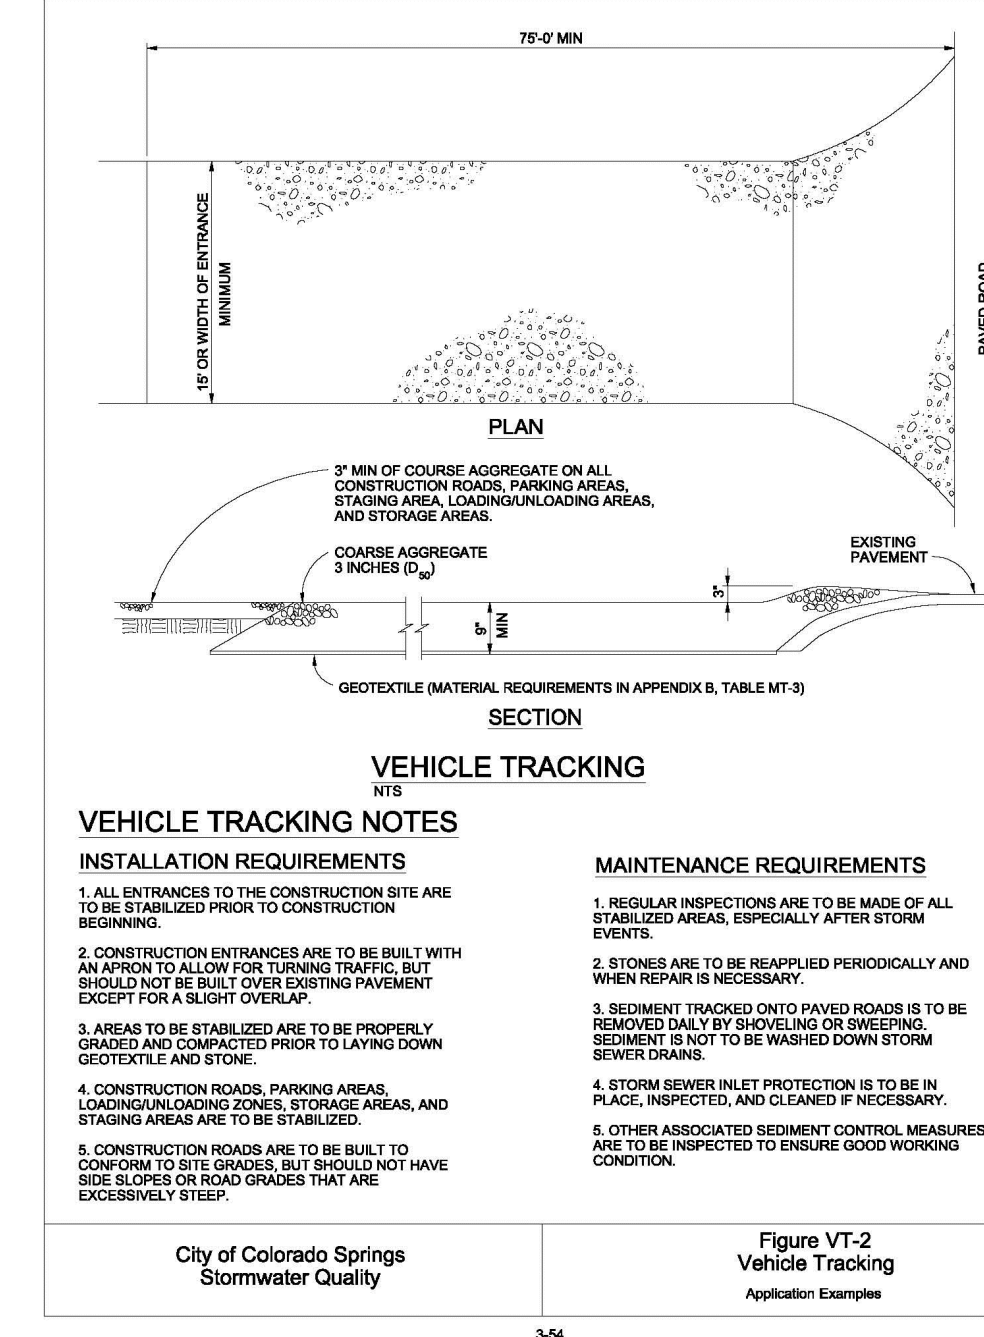 75'-0' MIN
15' OR WIDTH OF ENTRANCE
MINIMUM
PAVED ROAD
PLAN
3" MIN OF COURSE AGGREGATE ON ALL
CONSTRUCTION ROADS, PARKING AREAS,
STAGING AREA, LOADING/UNLOADING AREAS,
AND STORAGE AREAS.
COARSE AGGREGATE
3 INCHES (D50)
EXISTING
PAVEMENT
3"
9"
MIN
GEOTEXTILE (MATERIAL REQUIREMENTS IN APPENDIX B, TABLE MT-3)
SECTION
VEHICLE TRACKING
NTS
VEHICLE TRACKING NOTES
INSTALLATION REQUIREMENTS
1. ALL ENTRANCES TO THE CONSTRUCTION SITE ARE
TO BE STABILIZED PRIOR TO CONSTRUCTION
BEGINNING.
2. CONSTRUCTION ENTRANCES ARE TO BE BUILT WITH
AN APRON TO ALLOW FOR TURNING TRAFFIC, BUT
SHOULD NOT BE BUILT OVER EXISTING PAVEMENT
EXCEPT FOR A SLIGHT OVERLAP.
3. AREAS TO BE STABILIZED ARE TO BE PROPERLY
GRADED AND COMPACTED PRIOR TO LAYING DOWN
GEOTEXTILE AND STONE.
4. CONSTRUCTION ROADS, PARKING AREAS,
LOADING/UNLOADING ZONES, STORAGE AREAS, AND
STAGING AREAS ARE TO BE STABILIZED.
5. CONSTRUCTION ROADS ARE TO BE BUILT TO
CONFORM TO SITE GRADES, BUT SHOULD NOT HAVE
SIDE SLOPES OR ROAD GRADES THAT ARE
EXCESSIVELY STEEP.
MAINTENANCE REQUIREMENTS
1. REGULAR INSPECTIONS ARE TO BE MADE OF ALL
STABILIZED AREAS, ESPECIALLY AFTER STORM
EVENTS.
2. STONES ARE TO BE REAPPLIED PERIODICALLY AND
WHEN REPAIR IS NECESSARY.
3. SEDIMENT TRACKED ONTO PAVED ROADS IS TO BE
REMOVED DAILY BY SHOVELING OR SWEEPING.
SEDIMENT IS NOT TO BE WASHED DOWN STORM
SEWER DRAINS.
4. STORM SEWER INLET PROTECTION IS TO BE IN
PLACE, INSPECTED, AND CLEANED IF NECESSARY.
5. OTHER ASSOCIATED SEDIMENT CONTROL MEASURES
ARE TO BE INSPECTED TO ENSURE GOOD WORKING
CONDITION.
City of Colorado Springs
Stormwater Quality
Figure VT-2
Vehicle Tracking
Application Examples
3-54